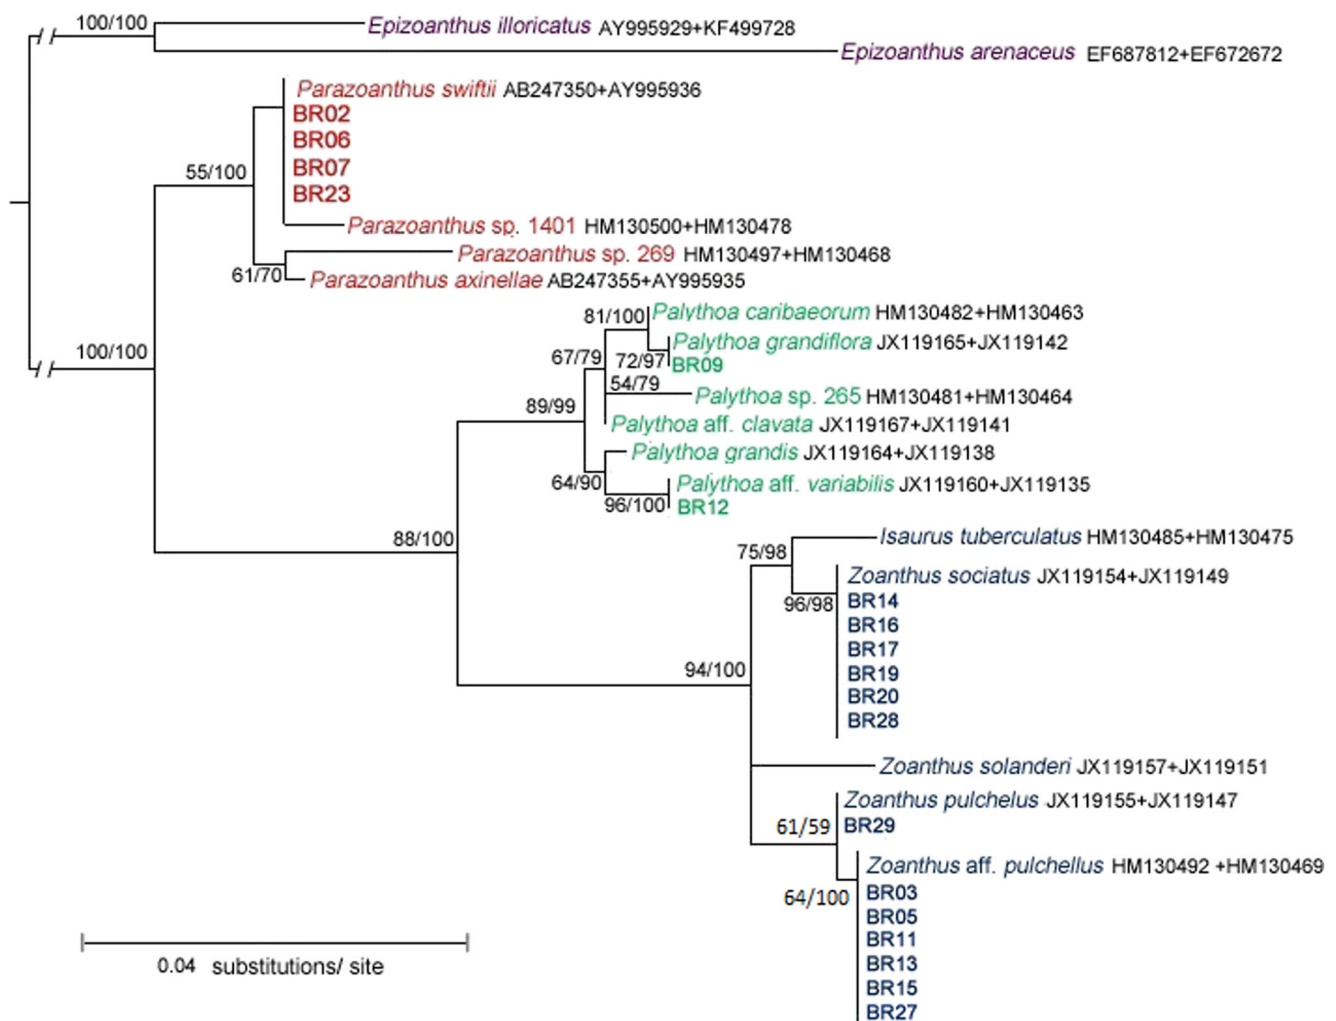 100/100
Epizoanthus illoricatus AY995929+KF499728
Epizoanthus arenaceus EF687812+EF672672
Parazoanthus swiftii AB247350+AY995936
BR02
BR06
BR07
BR23
55/100
Parazoanthus sp. 1401 HM130500+HM130478
Parazoanthus sp. 269 HM130497+HM130468
61/70
Parazoanthus axinellae AB247355+AY995935
100/100
81/100
Palythoa caribaeorum HM130482+HM130463
Palythoa grandiflora JX119165+JX119142
67/79
72/97
BR09
54/79
Palythoa sp. 265 HM130481+HM130464
89/99
Palythoa aff. clavata JX119167+JX119141
Palythoa grandis JX119164+JX119138
64/90
Palythoa aff. variabilis JX119160+JX119135
96/100
BR12
88/100
Isaurus tuberculatus HM130485+HM130475
75/98
Zoanthus sociatus JX119154+JX119149
96/98
BR14
BR16
BR17
BR19
BR20
BR28
94/100
Zoanthus solanderi JX119157+JX119151
Zoanthus pulchelus JX119155+JX119147
61/59
BR29
Zoanthus aff. pulchellus HM130492 +HM130469
64/100
BR03
BR05
BR11
BR13
BR15
BR27
0.04 substitutions/ site